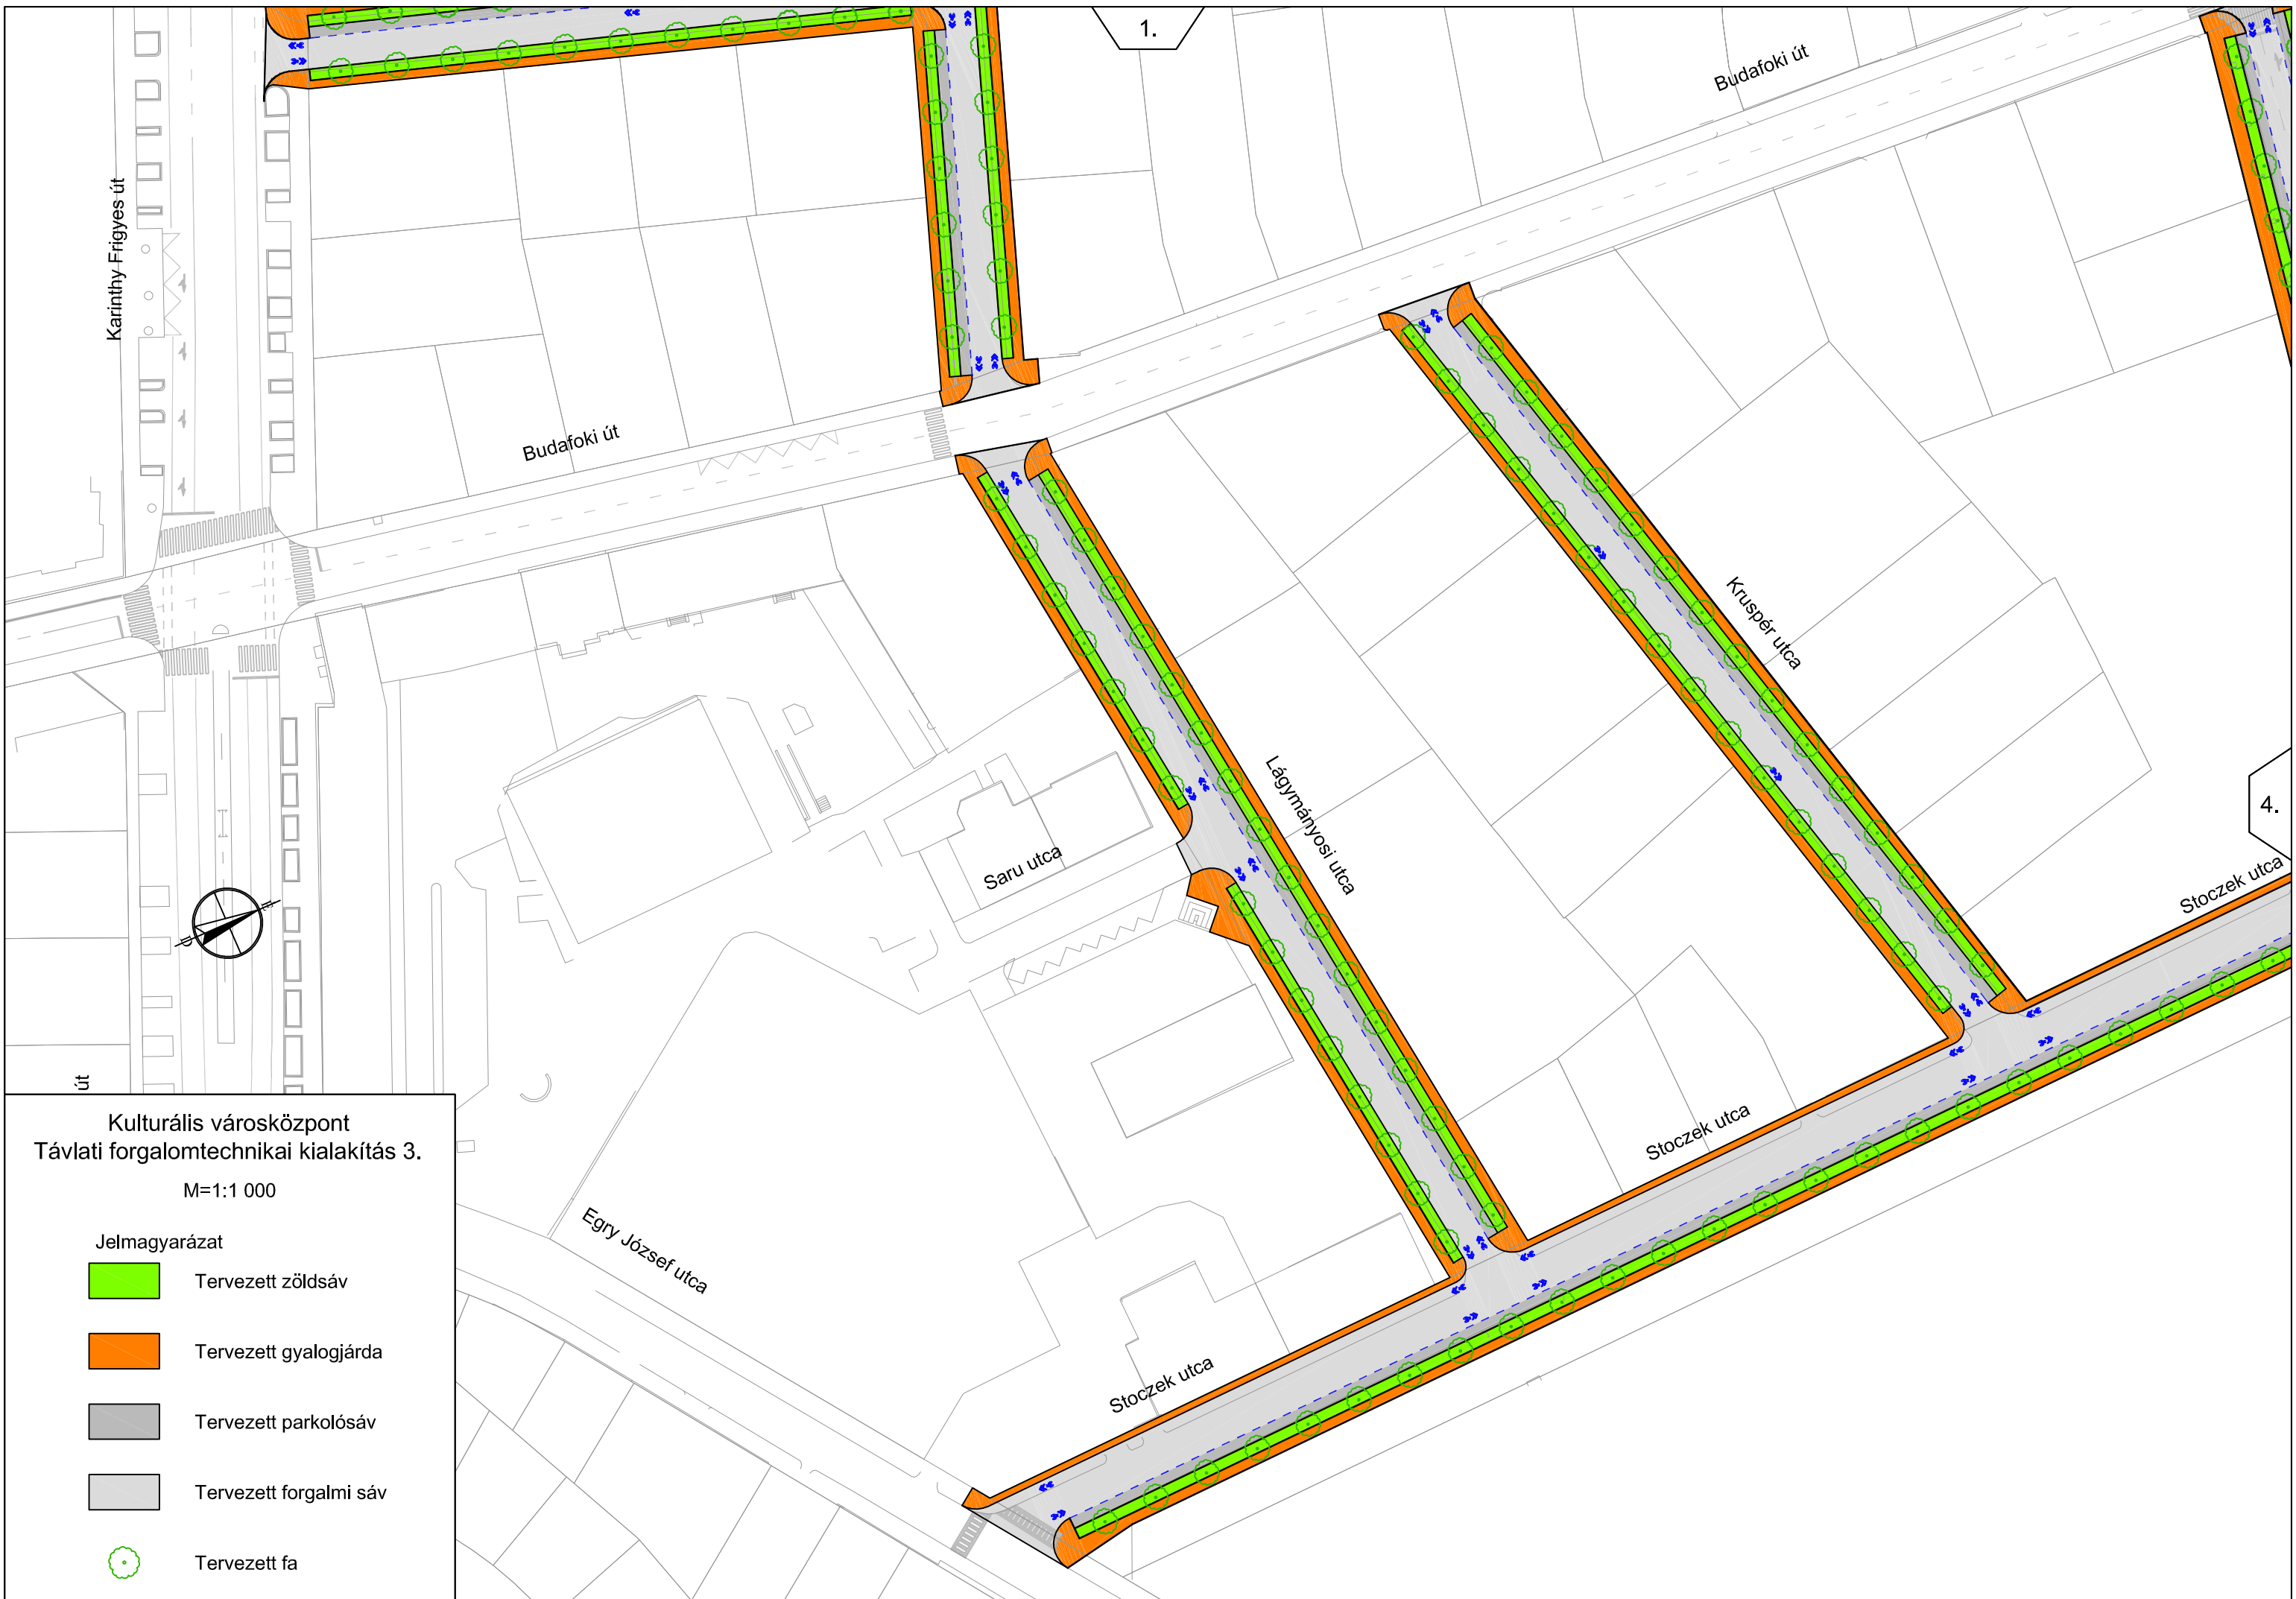 1.
Budafoki út
Karinthy Frigyes út
Budafoki út
Kruspér utca
Lágymányosi utca
4.
Saru utca
Stoczek utca
É
D
út
Stoczek utca
Kulturális városközpont
Távlati forgalomtechnikai kialakítás 3.
M=1:1 000
Jelmagyarázat
Tervezett zöldsáv
Tervezett gyalogjárda
Tervezett parkolósáv
Tervezett forgalmi sáv
Tervezett fa
Egry József utca
Stoczek utca